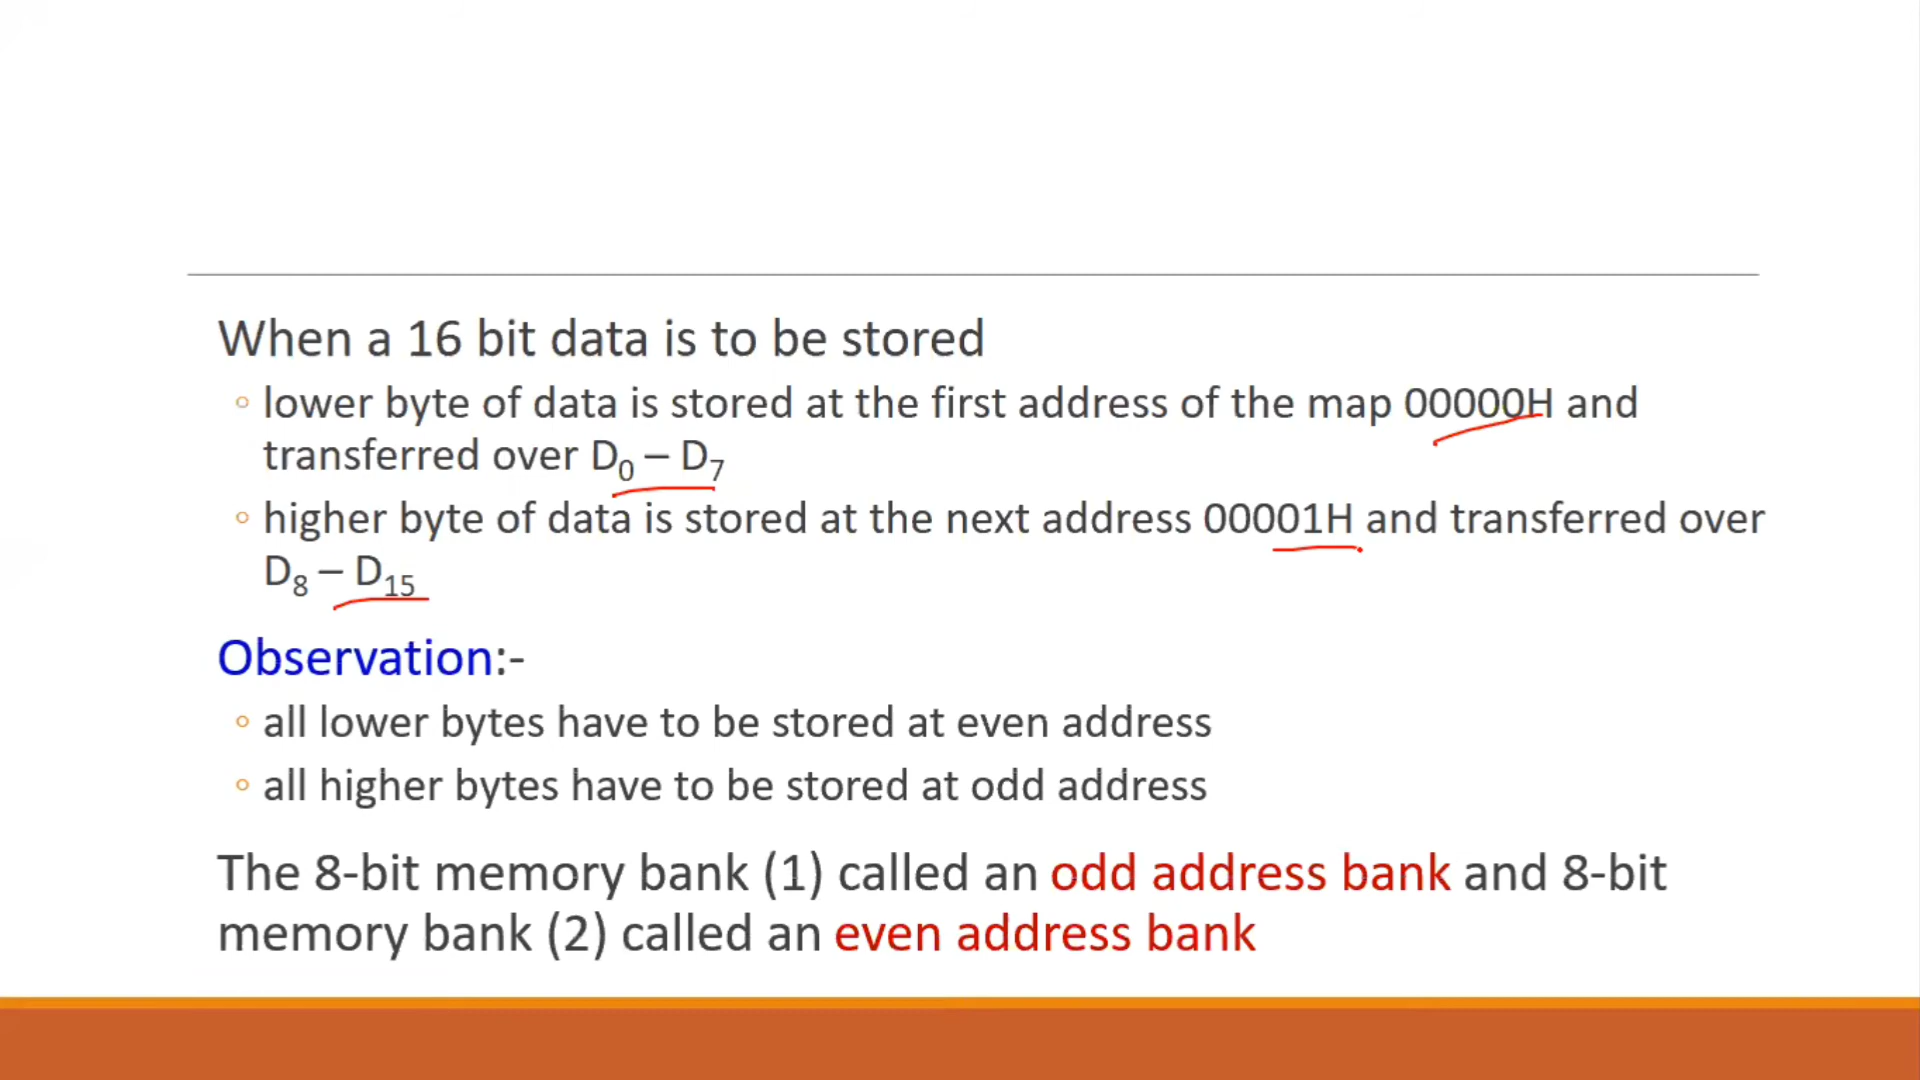 When a 16 bit data is to be stored
◦ lower byte of data is stored at the first address of the map 00000H and
transferred over D₀ – D₇
◦ higher byte of data is stored at the next address 00001H and transferred over
D₈ – D₁₅
Observation:-
◦ all lower bytes have to be stored at even address
◦ all higher bytes have to be stored at odd address
The 8-bit memory bank (1) called an odd address bank and 8-bit
memory bank (2) called an even address bank